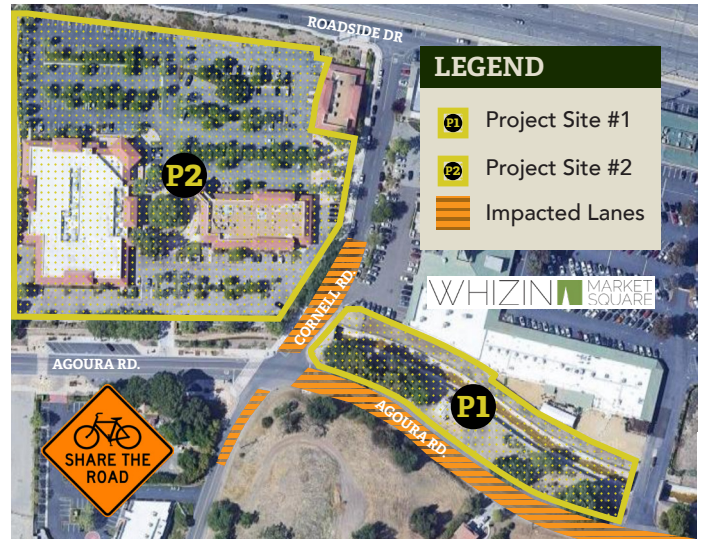 ROADSIDE DR
LEGEND
P1 Project Site #1
P2 Project Site #2
Impacted Lanes
P2
WHIZIN MARKET
SQUARE
CORNELL RD.
AGOURA RD.
P1
AGOURA RD.
SHARE THE
ROAD